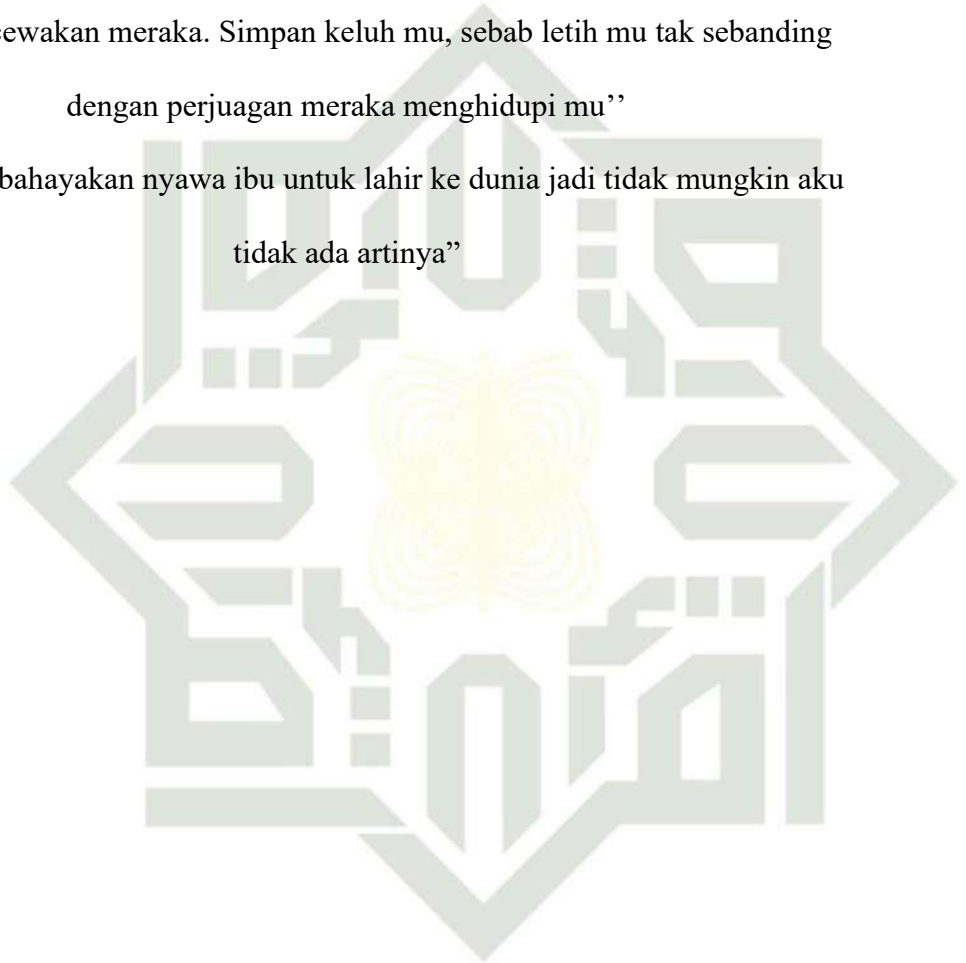 ewakan meraka. Simpan keluh mu, sebab letih mu tak sebanding
dengan perjuagan meraka menghidupi mu’’
bahayakan nyawa ibu untuk lahir ke dunia jadi tidak mungkin aku
tidak ada artinya”